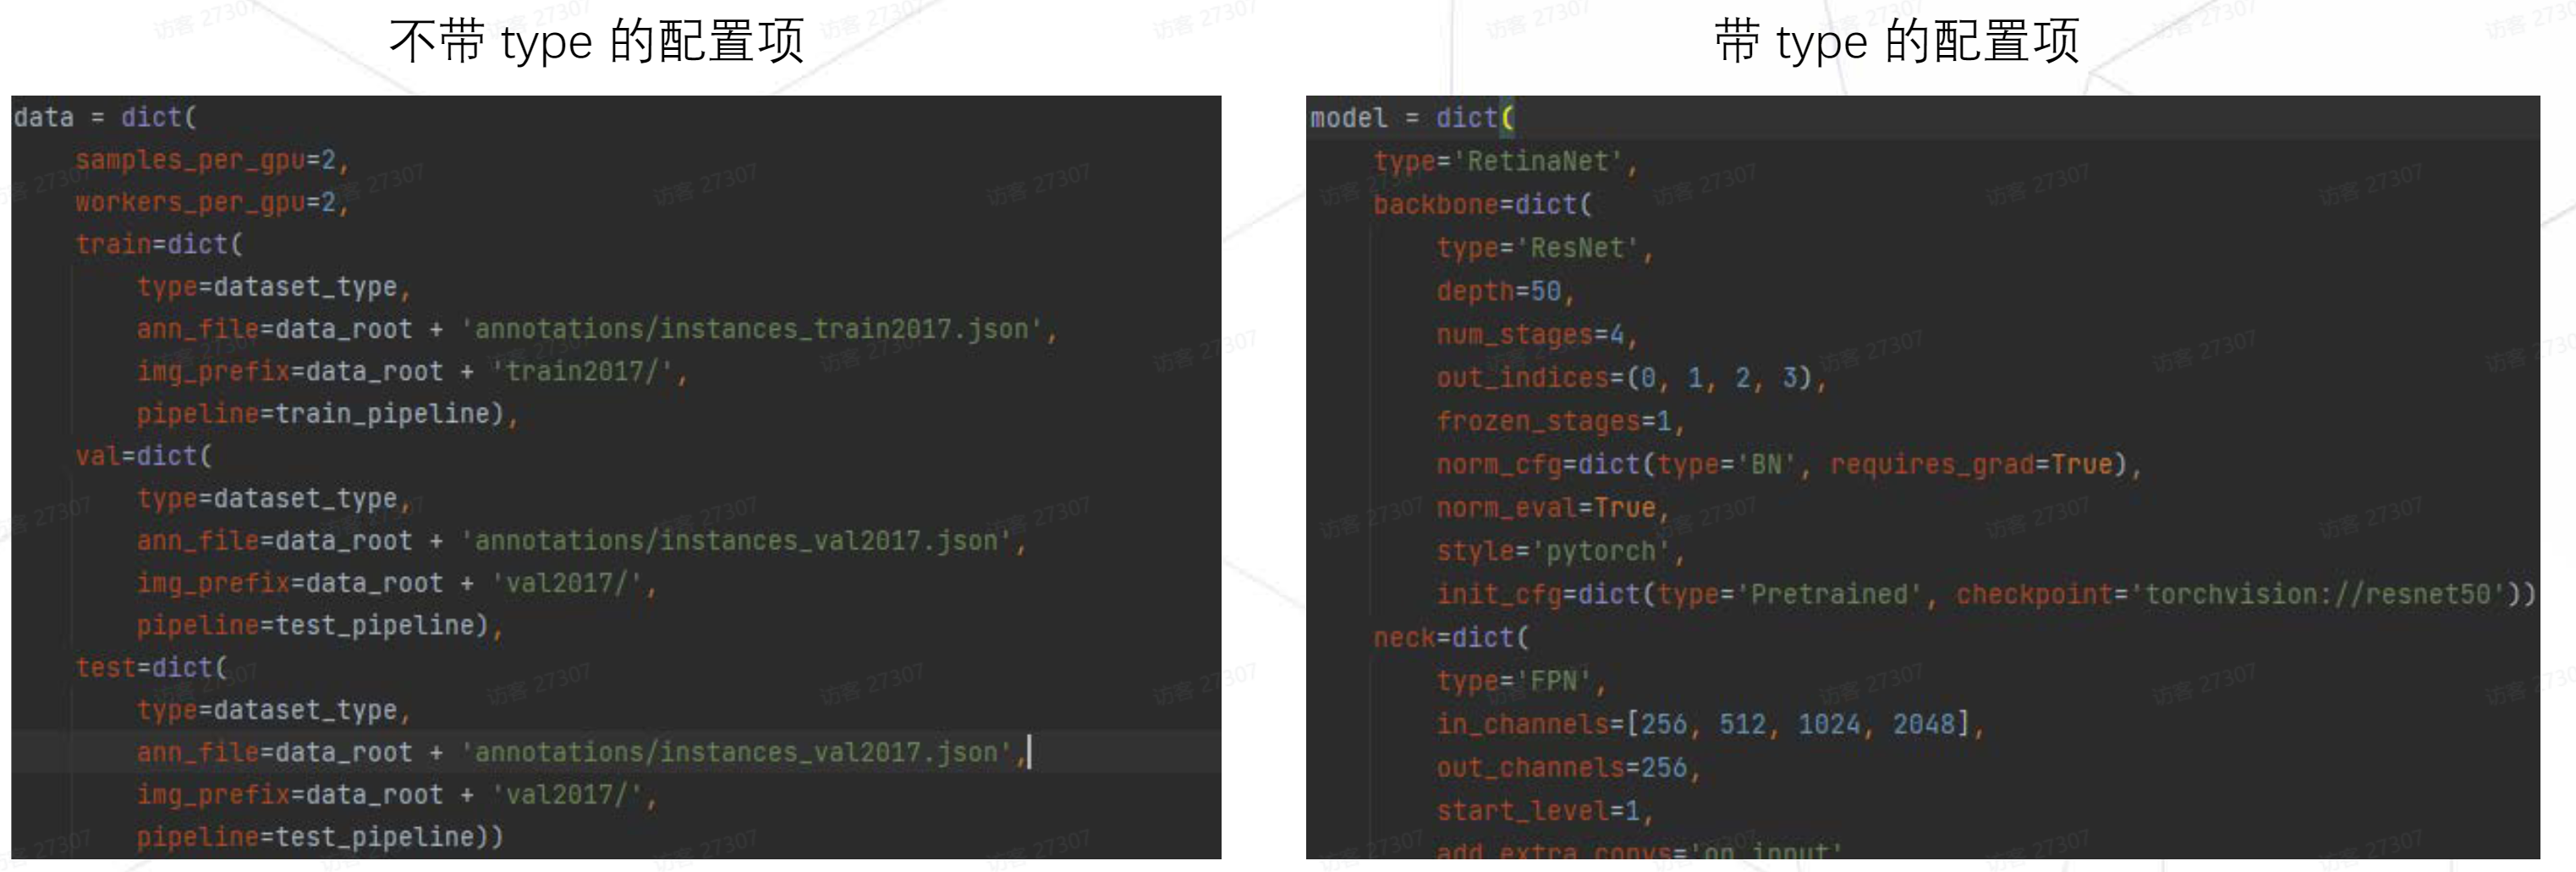 不带 type 的配置项
data = dict(
samples_per_gpu=2,
workers_per_gpu=2,
train=dict(
type=dataset_type,
ann_file=data_root + 'annotations/instances_train2017.json',
img_prefix=data_root + 'train2017/',
pipeline=train_pipeline),
val=dict(
type=dataset_type,
ann_file=data_root + 'annotations/instances_val2017.json',
img_prefix=data_root + 'val2017/',
pipeline=test_pipeline),
test=dict(
type=dataset_type,
ann_file=data_root + 'annotations/instances_val2017.json',
img_prefix=data_root + 'val2017/',
pipeline=test_pipeline))
带 type 的配置项
model = dict(
type='RetinaNet',
backbone=dict(
type='ResNet',
depth=50,
num_stages=4,
out_indices=(0, 1, 2, 3),
frozen_stages=1,
norm_cfg=dict(type='BN', requires_grad=True),
norm_eval=True,
style='pytorch',
init_cfg=dict(type='Pretrained', checkpoint='torchvision://resnet50'))
neck=dict(
type='FPN',
in_channels=[256, 512, 1024, 2048],
out_channels=256,
start_level=1,
add_extra_convs='on_input'
访客 27307